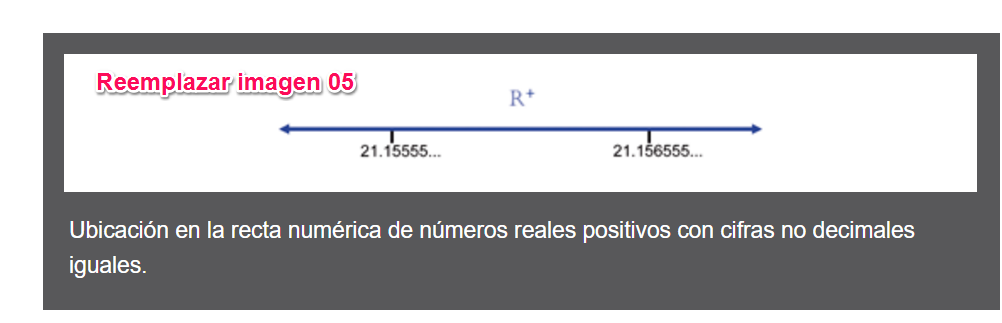 Reemplazar imagen 05
R⁺
21.15555... 21.156555...
Ubicación en la recta numérica de números reales positivos con cifras no decimales
iguales.